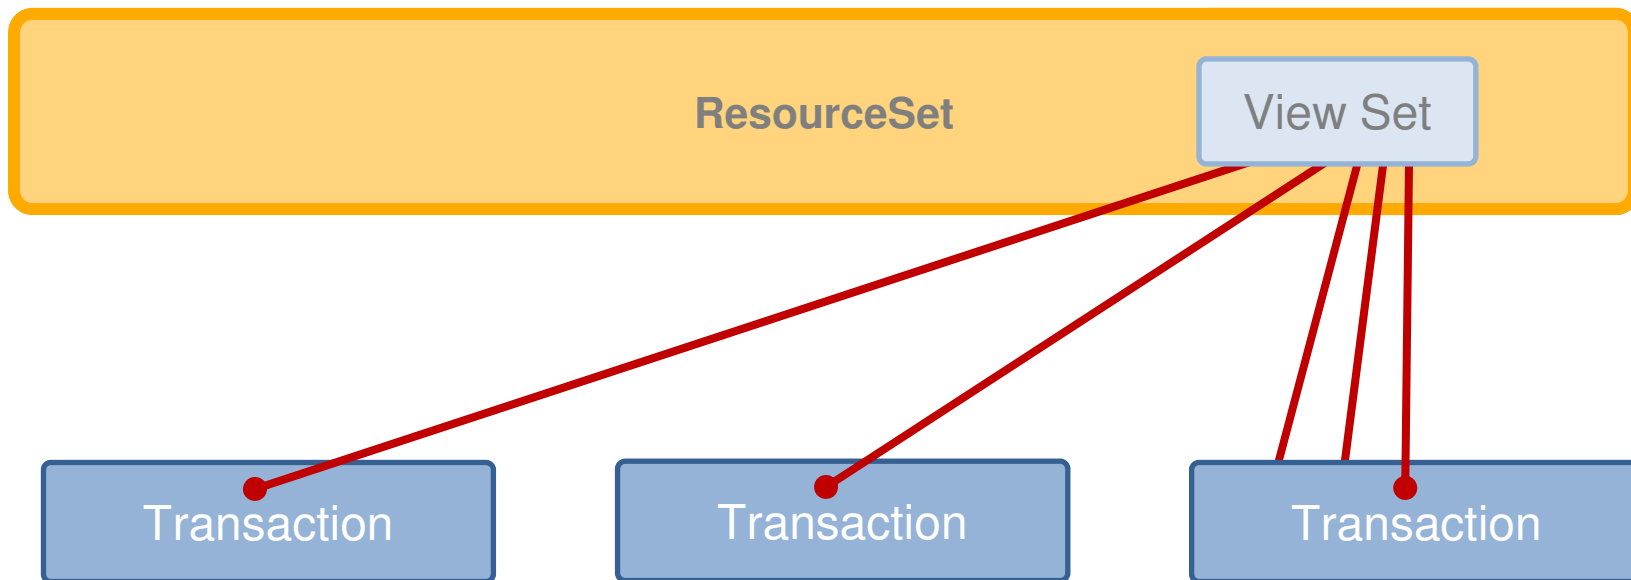 ResourceSet
View Set
Transaction
Transaction
Transaction